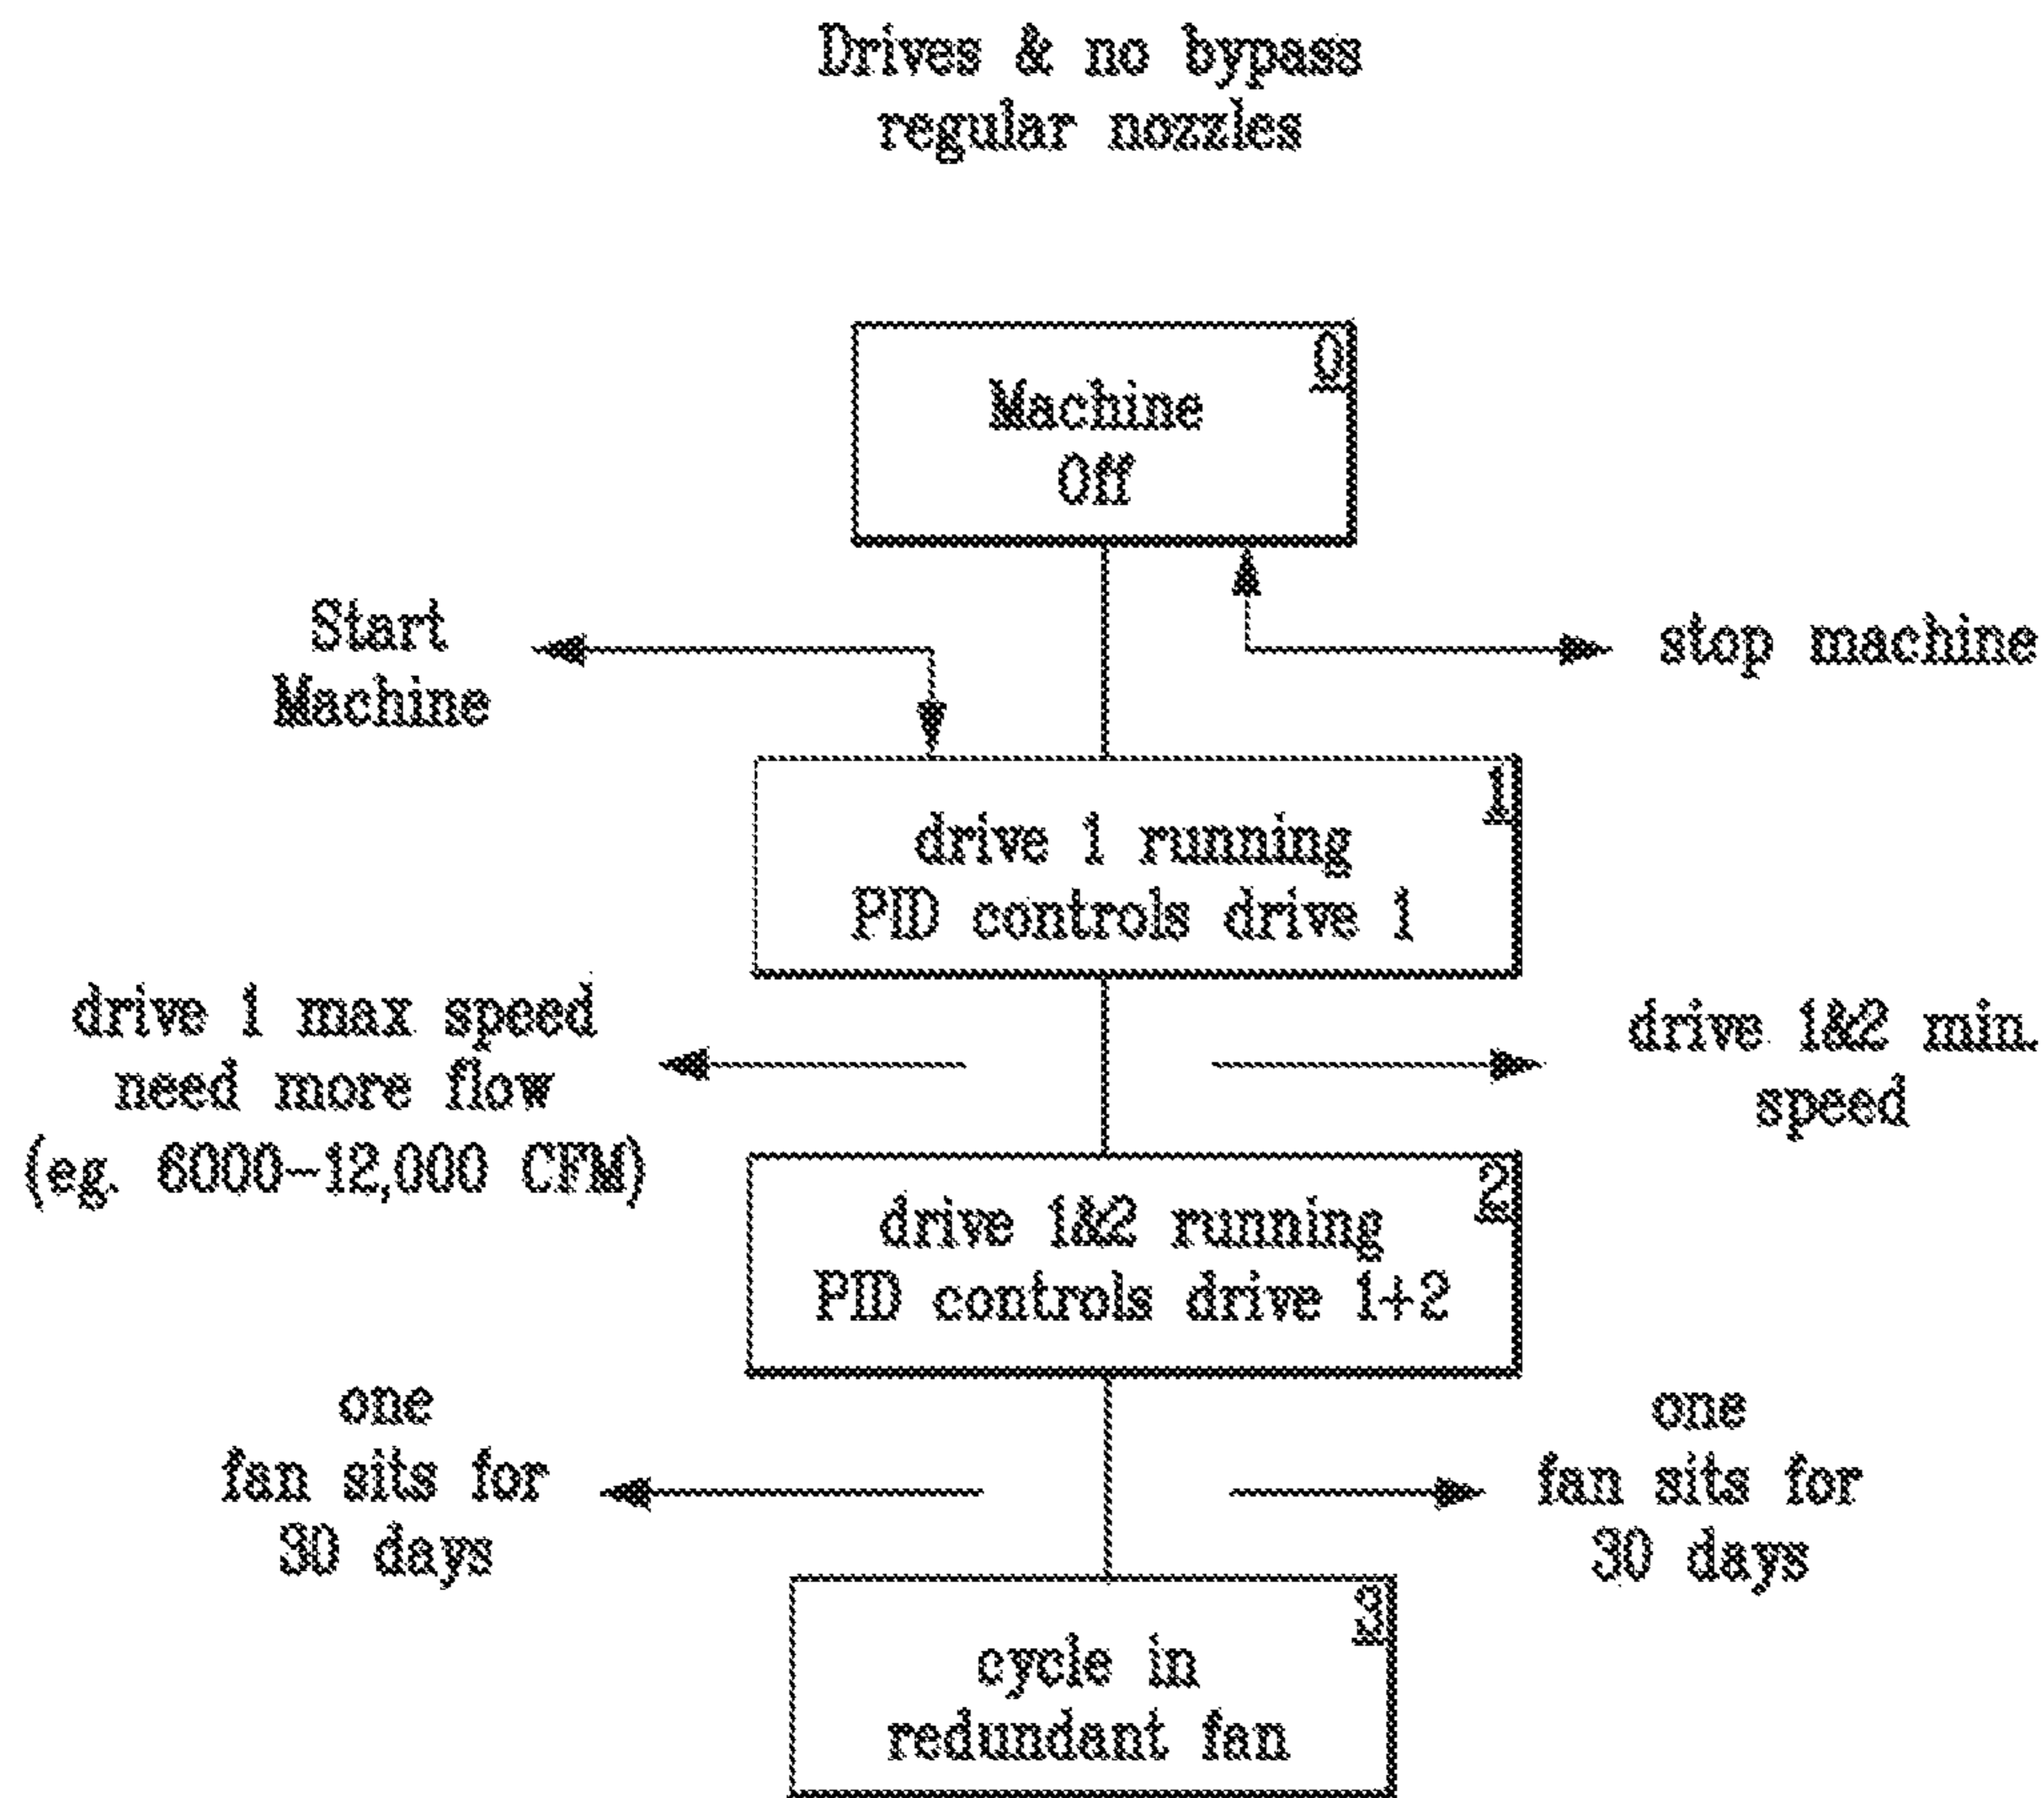 Drives & no bypass
regular nozzles
0
Machine
Off
Start
Machine
stop machine
1
drive 1 running
PID controls drive 1
drive 1 max speed
need more flow
(eg. 6000-12,000 CFM)
drive 1&2 min.
speed
2
drive 1&2 running
PID controls drive 1+2
one
fan sits for
30 days
one
fan sits for
30 days
3
cycle in
redundant fan